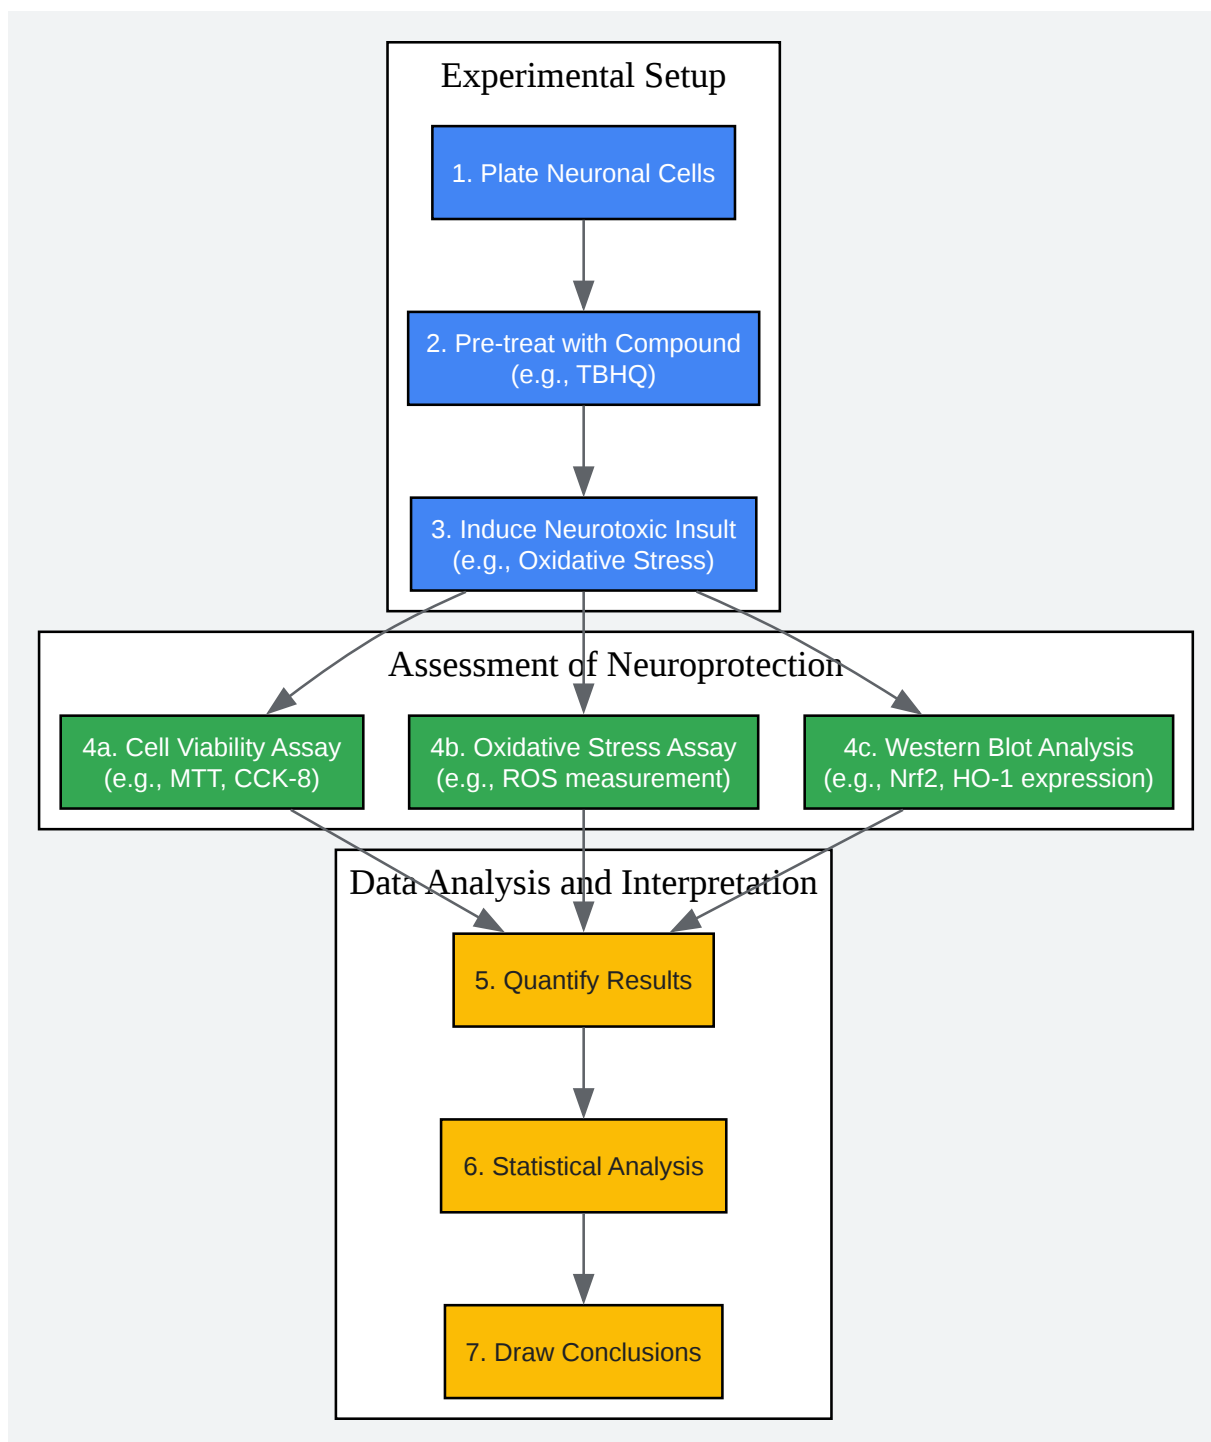 Experimental Setup
1. Plate Neuronal Cells
2. Pre-treat with Compound
(e.g., TBHQ)
3. Induce Neurotoxic Insult
(e.g., Oxidative Stress)
Assessment of Neuroprotection
4a. Cell Viability Assay
(e.g., MTT, CCK-8)
4b. Oxidative Stress Assay
(e.g., ROS measurement)
4c. Western Blot Analysis
(e.g., Nrf2, HO-1 expression)
Data Analysis and Interpretation
5. Quantify Results
6. Statistical Analysis
7. Draw Conclusions